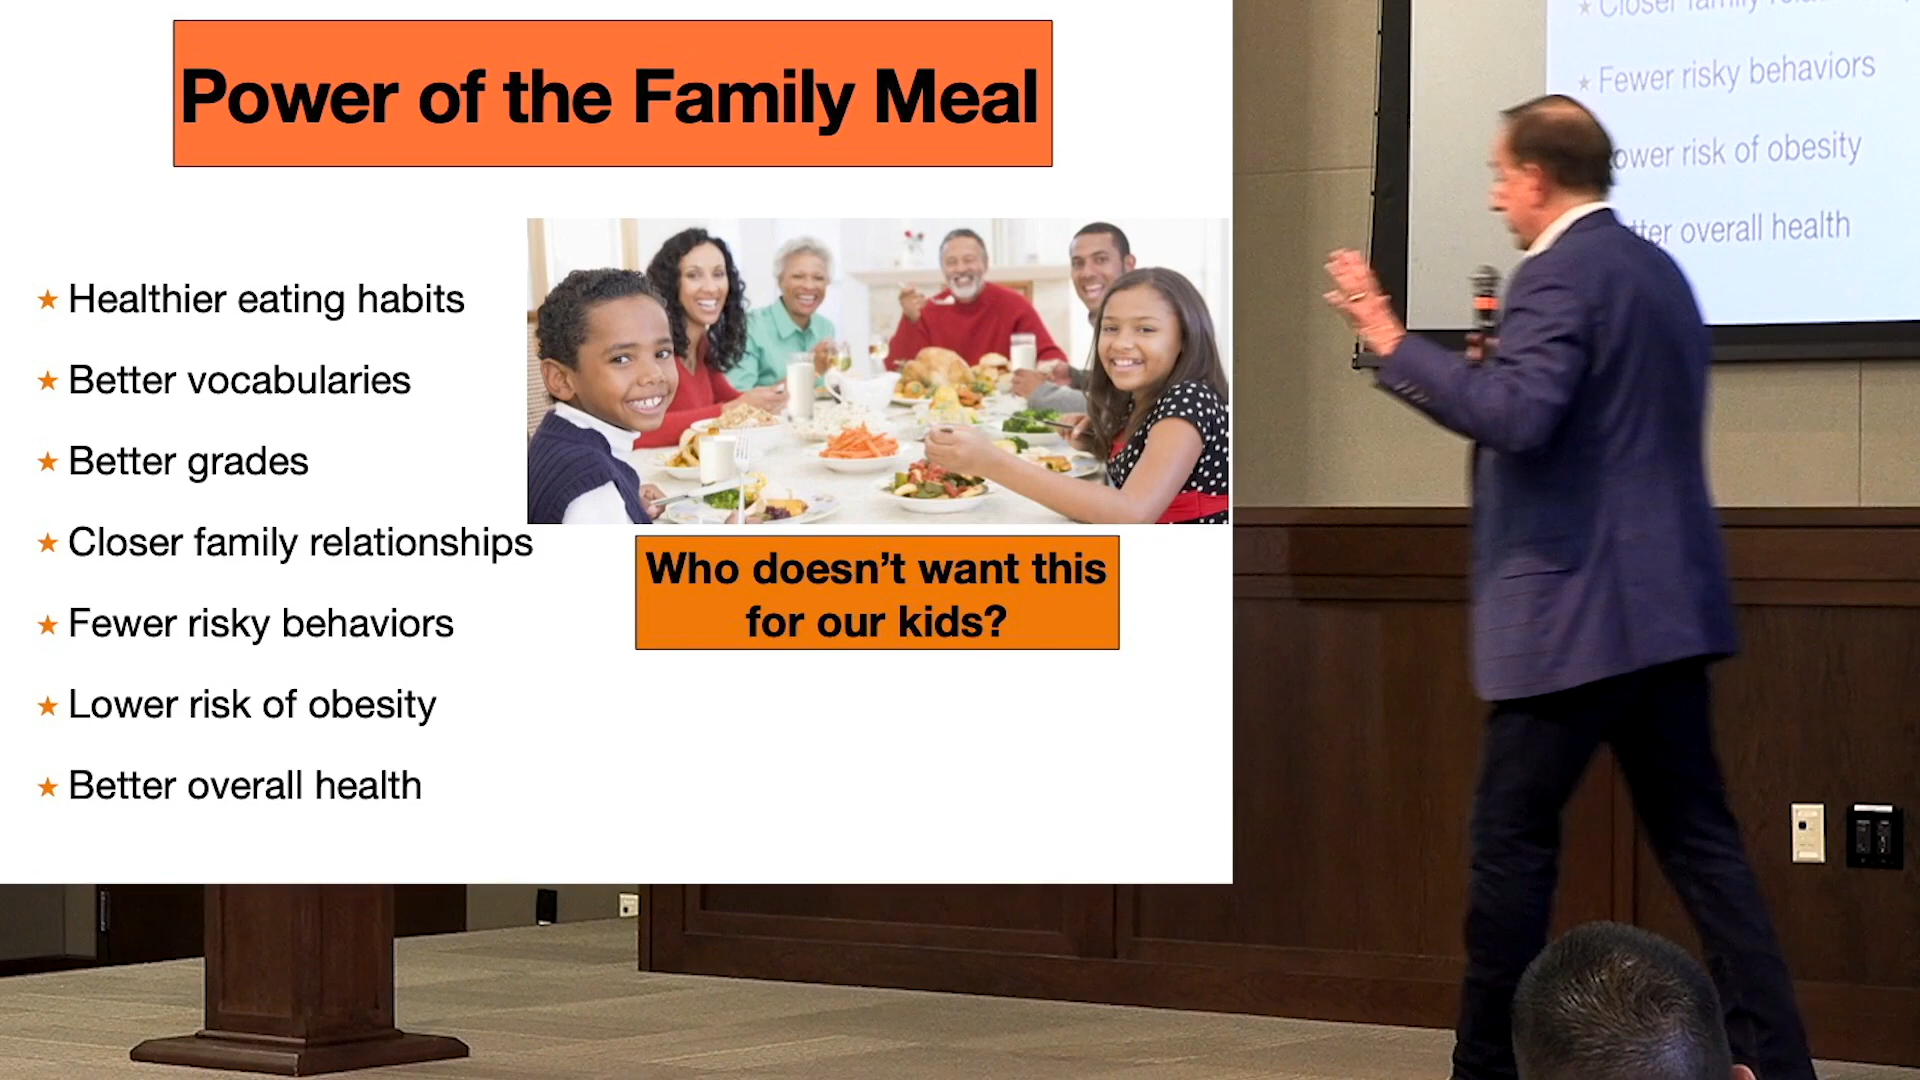 Power of the Family Meal
★ Healthier eating habits
★ Better vocabularies
★ Better grades
★ Closer family relationships
★ Fewer risky behaviors
★ Lower risk of obesity
★ Better overall health
Who doesn't want this
for our kids?
★ Closer family
★ Fewer risky behaviors
risk of obesity
overall health